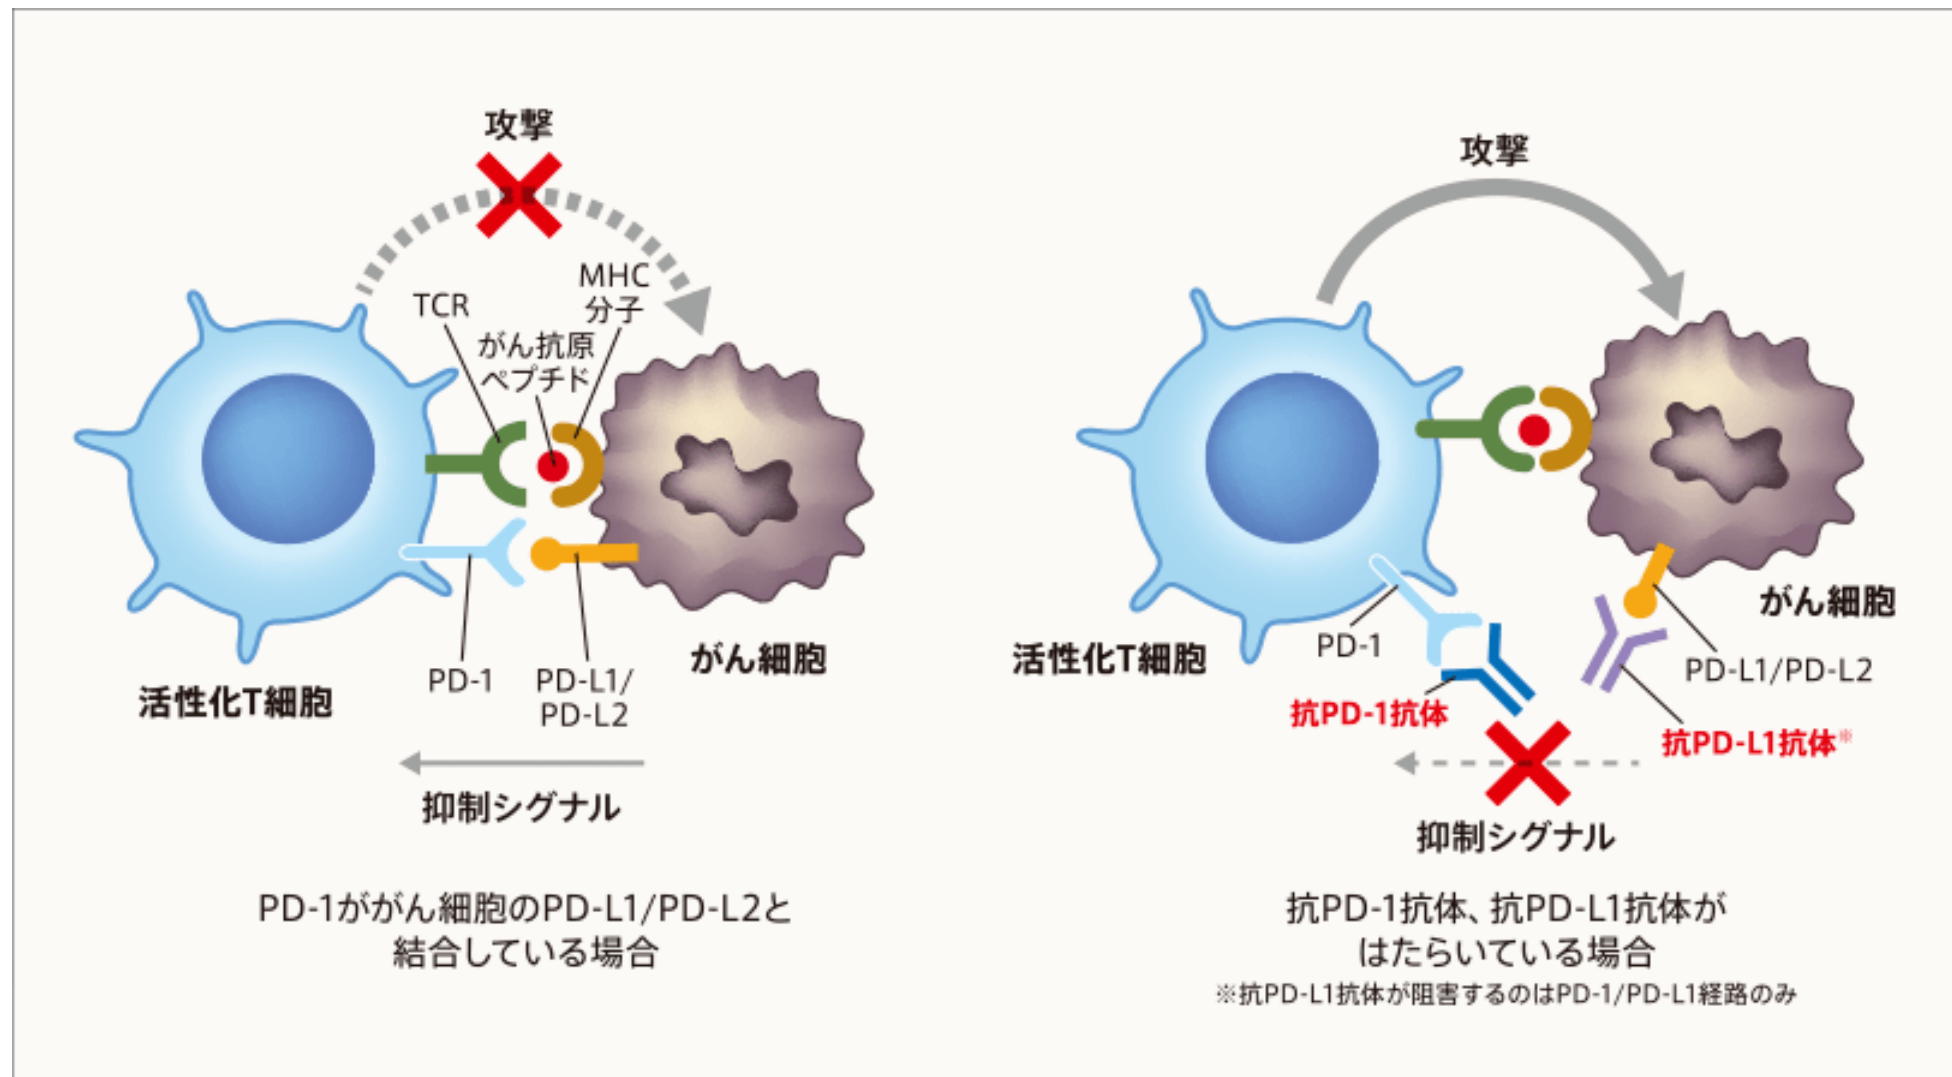 攻撃
MHC
分子
TCR
がん抗原
ペプチド
PD-1
PD-L1/
PD-L2
がん細胞
活性化T細胞
抑制シグナル
PD-1ががん細胞のPD-L1/PD-L2と
結合している場合
攻撃
がん細胞
PD-1
活性化T細胞
PD-L1/PD-L2
抗PD-1抗体
抗PD-L1抗体※
抑制シグナル
抗PD-1抗体、抗PD-L1抗体が
はたらいている場合
※抗PD-L1抗体が阻害するのはPD-1/PD-L1経路のみ